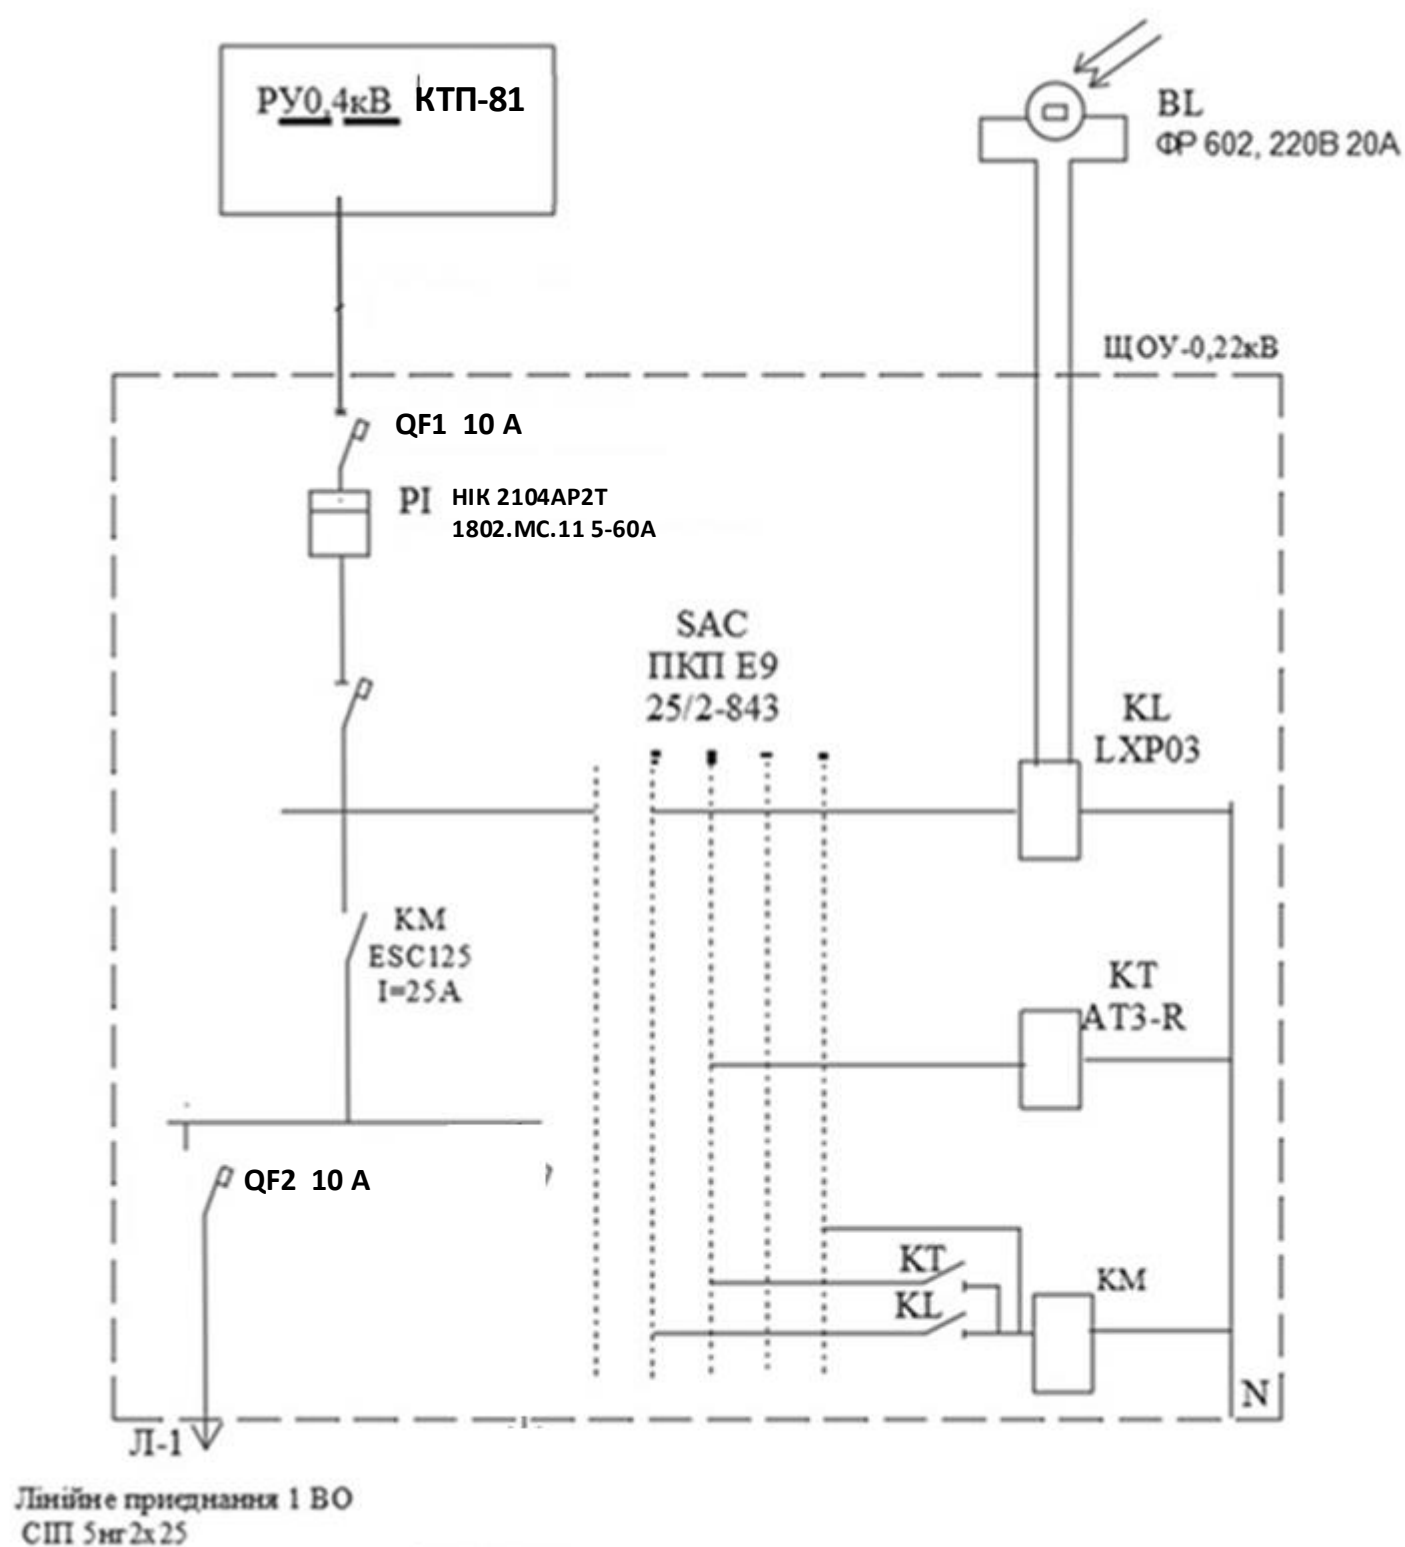 РУ0,4кВ КТП-81
BL
ФР 602, 220В 20А
ЩОУ-0,22кВ
QF1 10 А
PI
НІК 2104АР2Т
1802.МС.11 5-60А
SAC
ПКП Е9
25/2-843
KL
LXP03
KM
ESC125
I=25A
KT
AT3-R
QF2 10 А
KT
KL
KM
N
Л-1
Лінійне приєднання 1 ВО
СІП 5нг2х25